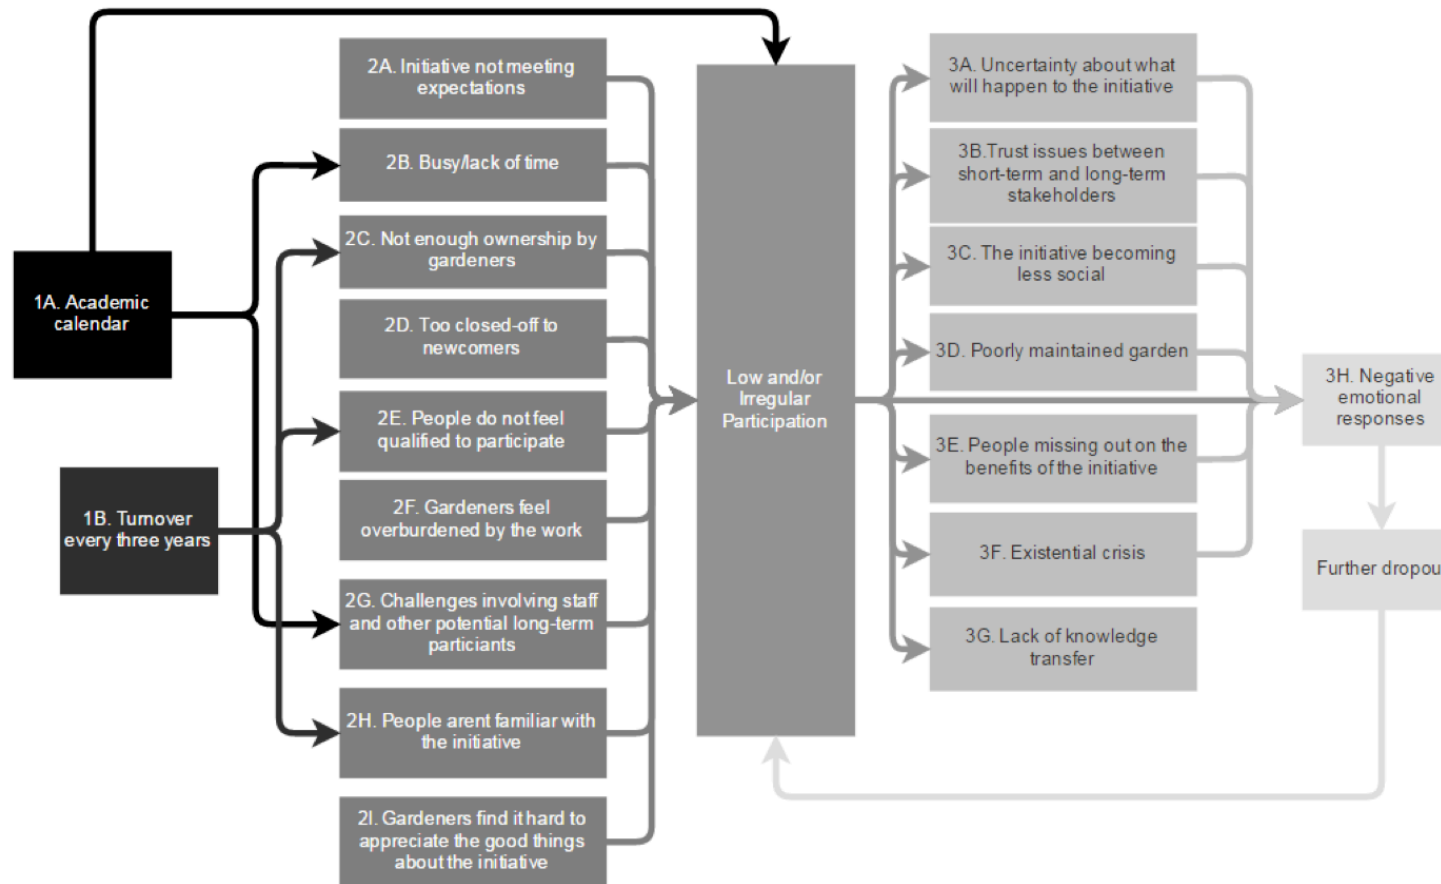 1A. Academic
calendar
1B. Turnover
every three years
2A. Initiative not meeting
expectations
2B. Busy/lack of time
2C. Not enough ownership by
gardeners
2D. Too closed-off to
newcomers
2E. People do not feel
qualified to participate
2F. Gardeners feel
overburdened by the work
2G. Challenges involving staff
and other potential long-term
particiants
2H. People arent familiar with
the initiative
2I. Gardeners find it hard to
appreciate the good things
about the initiative
Low and/or
Irregular
Participation
3A. Uncertainty about what
will happen to the initiative
3B.Trust issues between
short-term and long-term
stakeholders
3C. The initiative becoming
less social
3D. Poorly maintained garden
3E. People missing out on the
benefits of the initiative
3F. Existential crisis
3G. Lack of knowledge
transfer
3H. Negative
emotional
responses
Further dropou